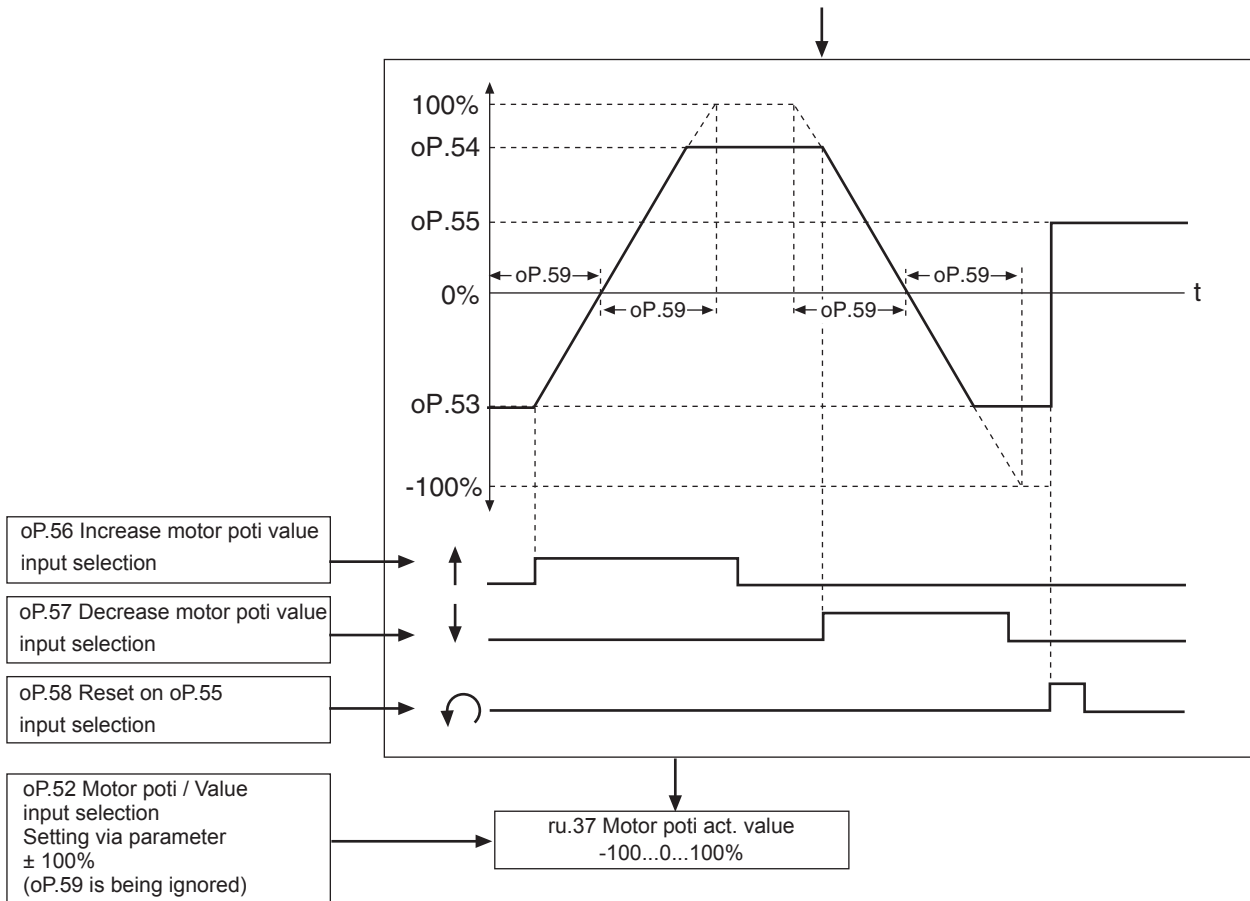 100%
oP.54
oP.55
oP.59
oP.59
0%
t
oP.59
oP.59
oP.53
-100%
oP.56 Increase motor poti value
input selection
oP.57 Decrease motor poti value
input selection
oP.58 Reset on oP.55
input selection
oP.52 Motor poti / Value
input selection
Setting via parameter
± 100%
(oP.59 is being ignored)
ru.37 Motor poti act. value
-100...0...100%